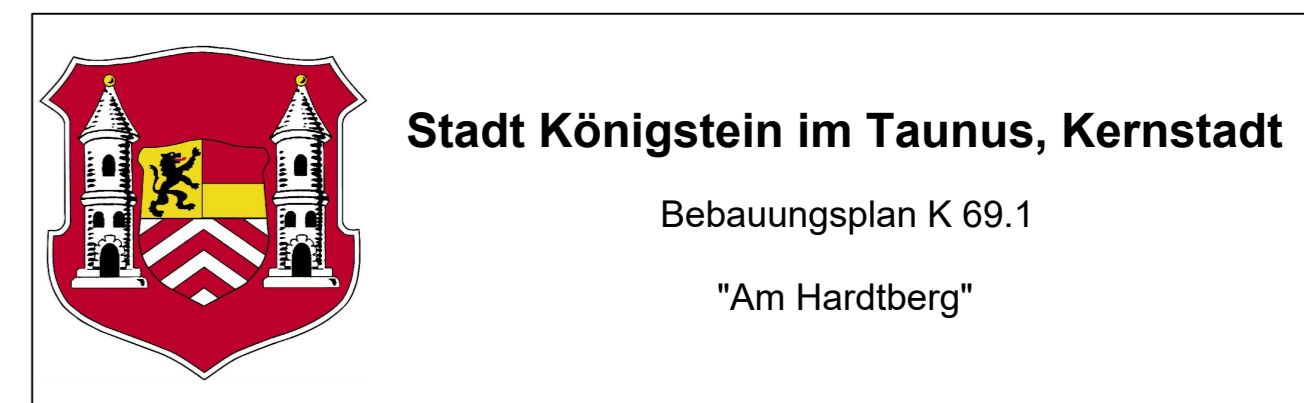 Stadt Königstein im Taunus, Kernstadt
Bebauungsplan K 69.1
"Am Hardtberg"